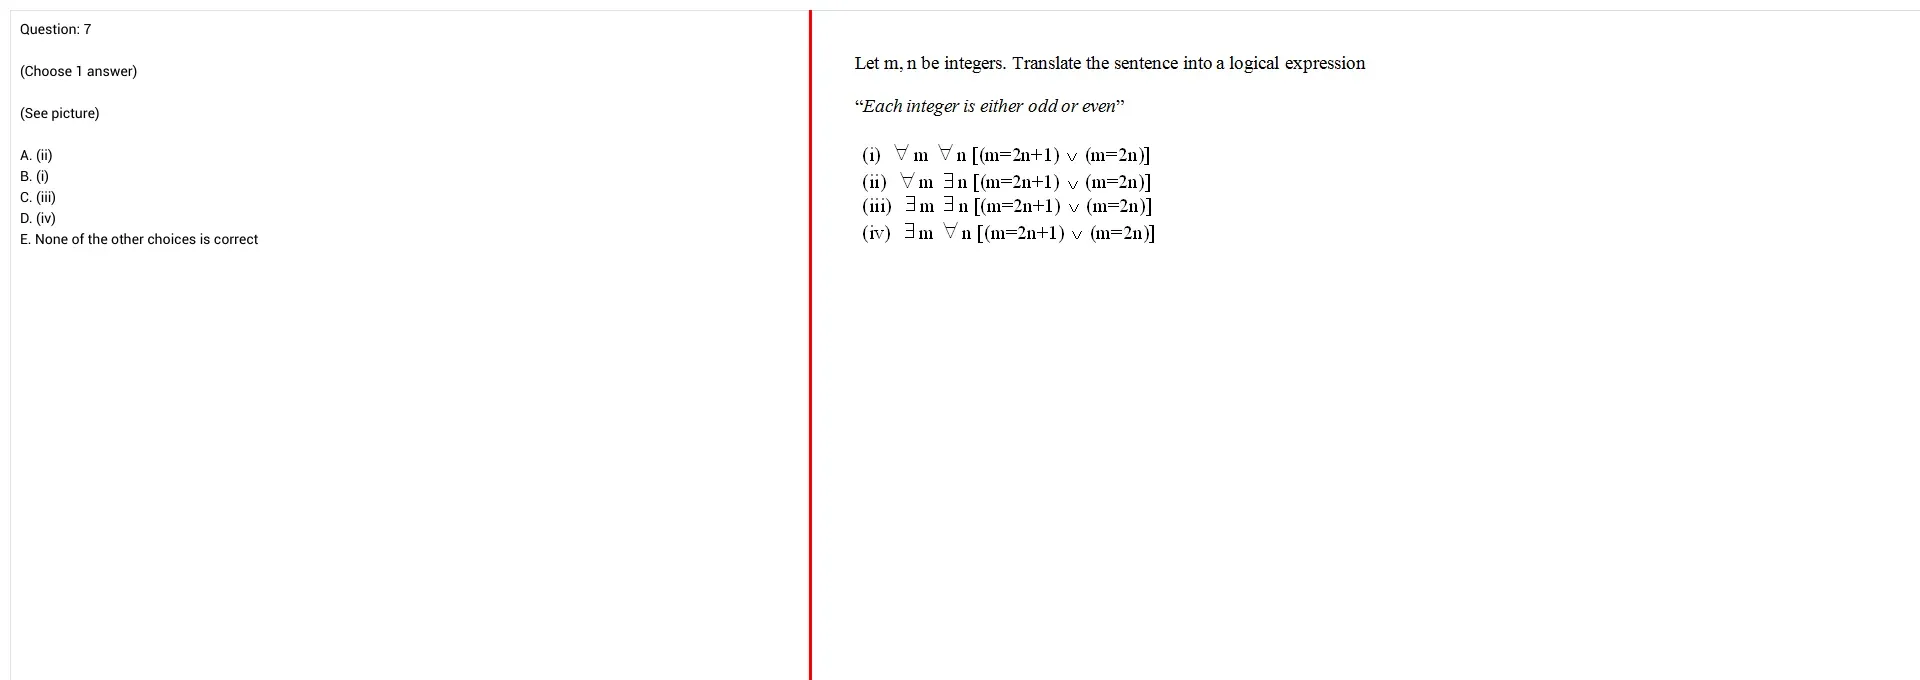 Question: 7
(Choose 1 answer)
(See picture)
A. (ii)
B. (i)
C. (iii)
D. (iv)
E. None of the other choices is correct
Let m, n be integers. Translate the sentence into a logical expression
“Each integer is either odd or even”
(i) ∀ m ∀ n [(m=2n+1) ∨ (m=2n)]
(ii) ∀ m ∃ n [(m=2n+1) ∨ (m=2n)]
(iii) ∃ m ∃ n [(m=2n+1) ∨ (m=2n)]
(iv) ∃ m ∀ n [(m=2n+1) ∨ (m=2n)]